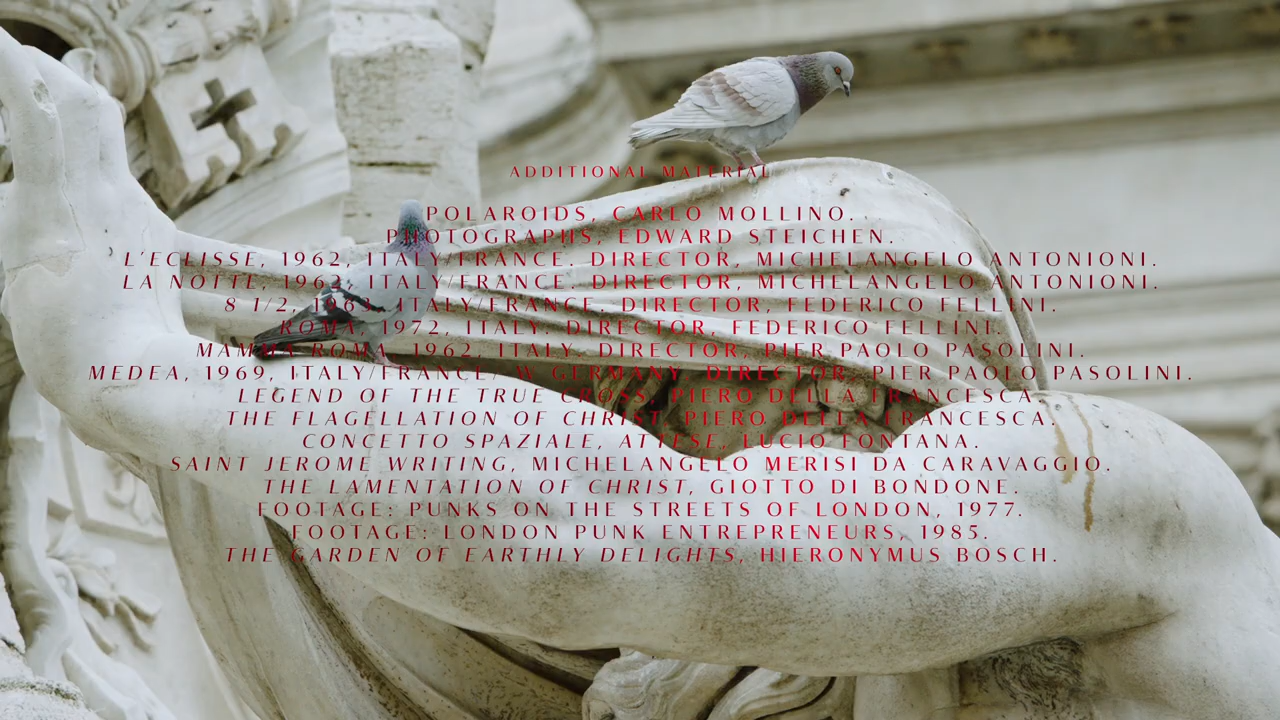 ADDITIONAL MATERIAL
POLAROIDS, CARLO MOLLINO.
PHOTOGRAPHS, EDWARD STEICHEN.
L'ECLISSE, 1962, ITALY/FRANCE. DIRECTOR, MICHELANGELO ANTONIONI.
LA NOTTE, 1961, ITALY/FRANCE. DIRECTOR, MICHELANGELO ANTONIONI.
8 1/2, 1963, ITALY/FRANCE. DIRECTOR, FEDERICO FELLINI.
ROMA, 1972, ITALY. DIRECTOR, FEDERICO FELLINI.
MAMMA ROMA, 1962, ITALY. DIRECTOR, PIER PAOLO PASOLINI.
MEDEA, 1969, ITALY/FRANCE/ W. GERMANY. DIRECTOR, PIER PAOLO PASOLINI.
LEGEND OF THE TRUE CROSS, PIERO DELLA FRANCESCA.
THE FLAGELLATION OF CHRIST, PIERO DELLA FRANCESCA.
CONCETTO SPAZIALE, ATTESE, LUCIO FONTANA.
SAINT JEROME WRITING, MICHELANGELO MERISI DA CARAVAGGIO.
THE LAMENTATION OF CHRIST, GIOTTO DI BONDONE.
FOOTAGE: PUNKS ON THE STREETS OF LONDON, 1977.
FOOTAGE: LONDON PUNK ENTREPRENEURS, 1985.
THE GARDEN OF EARTHLY DELIGHTS, HIERONYMUS BOSCH.